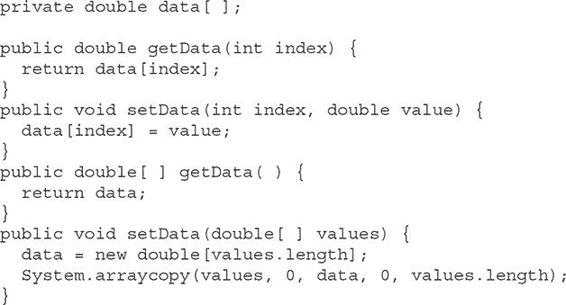 private double data[ ];
public double getData(int index) {
  return data[index];
}
public void setData(int index, double value) {
  data[index] = value;
}
public double[ ] getData( ) {
  return data;
}
public void setData(double[ ] values) {
  data = new double[values.length];
  System.arraycopy(values, 0, data, 0, values.length);
}